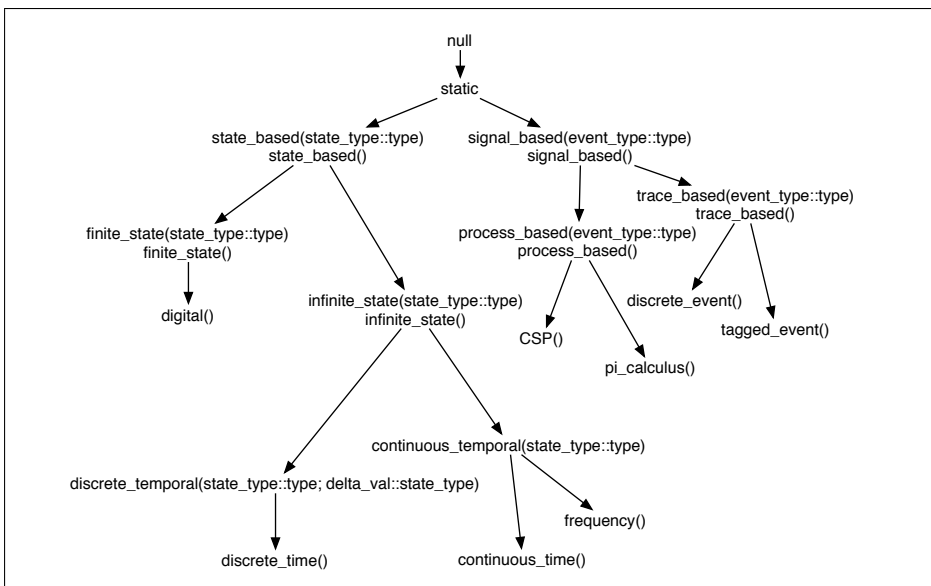 null
static
state_based(state_type::type)
state_based()
signal_based(event_type::type)
signal_based()
trace_based(event_type::type)
trace_based()
finite_state(state_type::type)
finite_state()
process_based(event_type::type)
process_based()
infinite_state(state_type::type)
infinite_state()
discrete_event()
digital()
tagged_event()
CSP()
pi_calculus()
continuous_temporal(state_type::type)
discrete_temporal(state_type::type; delta_val::state_type)
frequency()
discrete_time()
continuous_time()